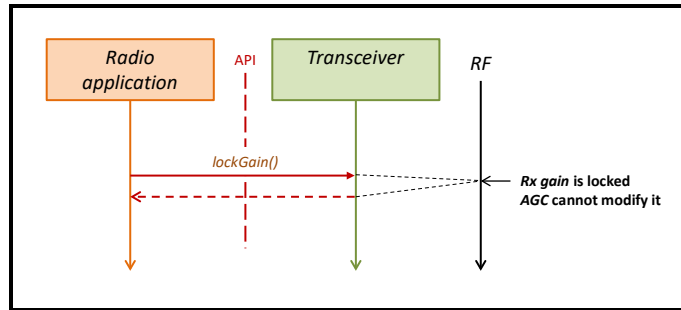 Radio
application
API
Transceiver
RF
lockGain()
Rx gain is locked
AGC cannot modify it